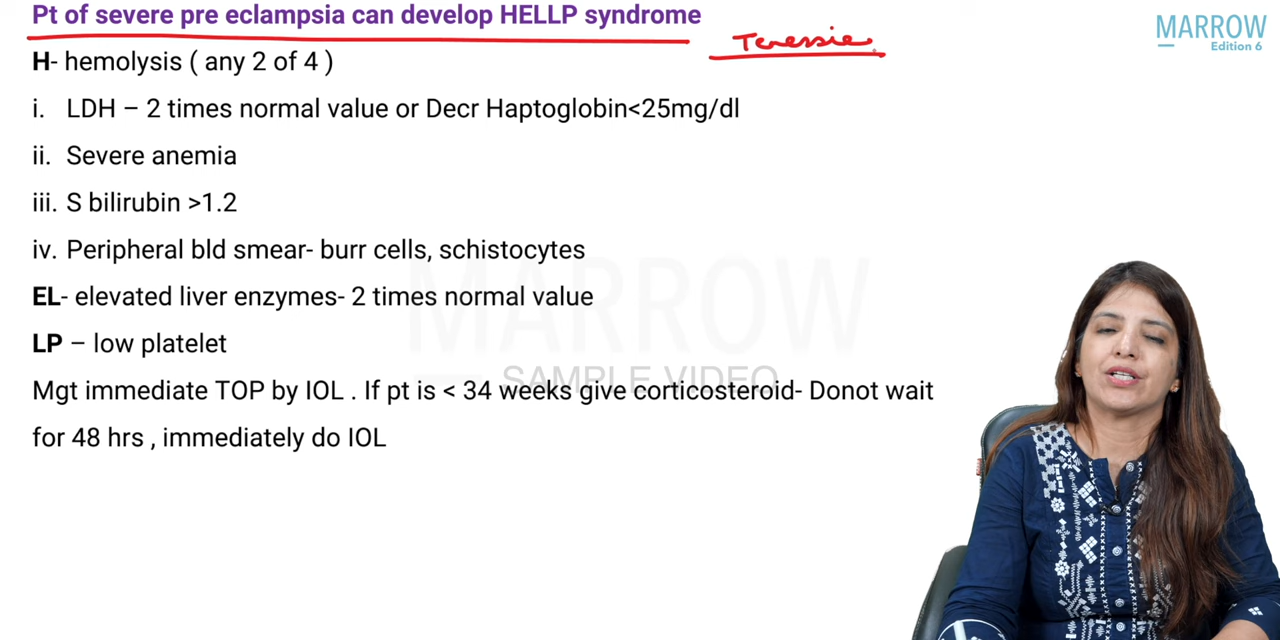 Pt of severe pre eclampsia can develop HELLP syndrome
MARROW
Edition 6
H- hemolysis ( any 2 of 4 )
i. LDH – 2 times normal value or Decr Haptoglobin<25mg/dl
ii. Severe anemia
iii. S bilirubin >1.2
iv. Peripheral bld smear- burr cells, schistocytes
EL- elevated liver enzymes- 2 times normal value
MARROW
LP – low platelet
SAMPLE VIDEO
Mgt immediate TOP by IOL . If pt is < 34 weeks give corticosteroid- Donot wait
for 48 hrs , immediately do IOL